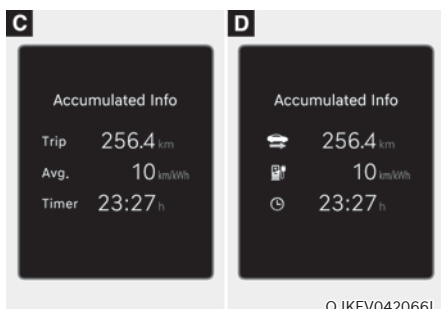 C
Accumulated Info
Trip 256.4 km
Avg. 10 km/kWh
Timer 23:27 h
D
Accumulated Info
256.4 km
10 km/kWh
23:27 h